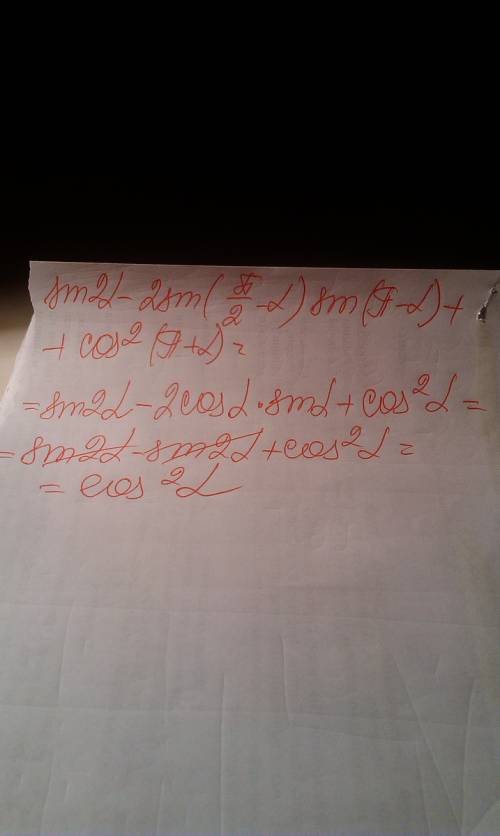 sin2α - 2sin(π/2 - α) sin(π - α) +
+ cos²(π + α) =
= sin2α - 2cosα · sinα + cos²α =
= sin2α - sin2α + cos²α =
= cos²α